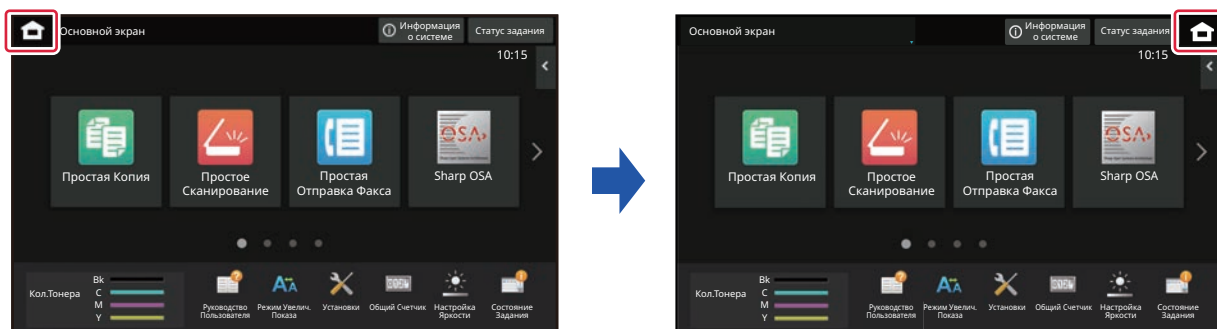 Основной экран
Информация
о системе
Статус задания
10:15
Простая Копия
Простое
Сканирование
Простая
Отправка Факса
OSA
Sharp OSA
Кол.Тонера
Bk
C
M
Y
Руководство
Пользователя
Режим Увелич.
Показа
Установки
Общий Счетчик
Настройка
Яркости
Состояние
Задания
Основной экран
Информация
о системе
Статус задания
10:15
Простая Копия
Простое
Сканирование
Простая
Отправка Факса
OSA
Sharp OSA
Кол.Тонера
Bk
C
M
Y
Руководство
Пользователя
Режим Увелич.
Показа
Установки
Общий Счетчик
Настройка
Яркости
Состояние
Задания